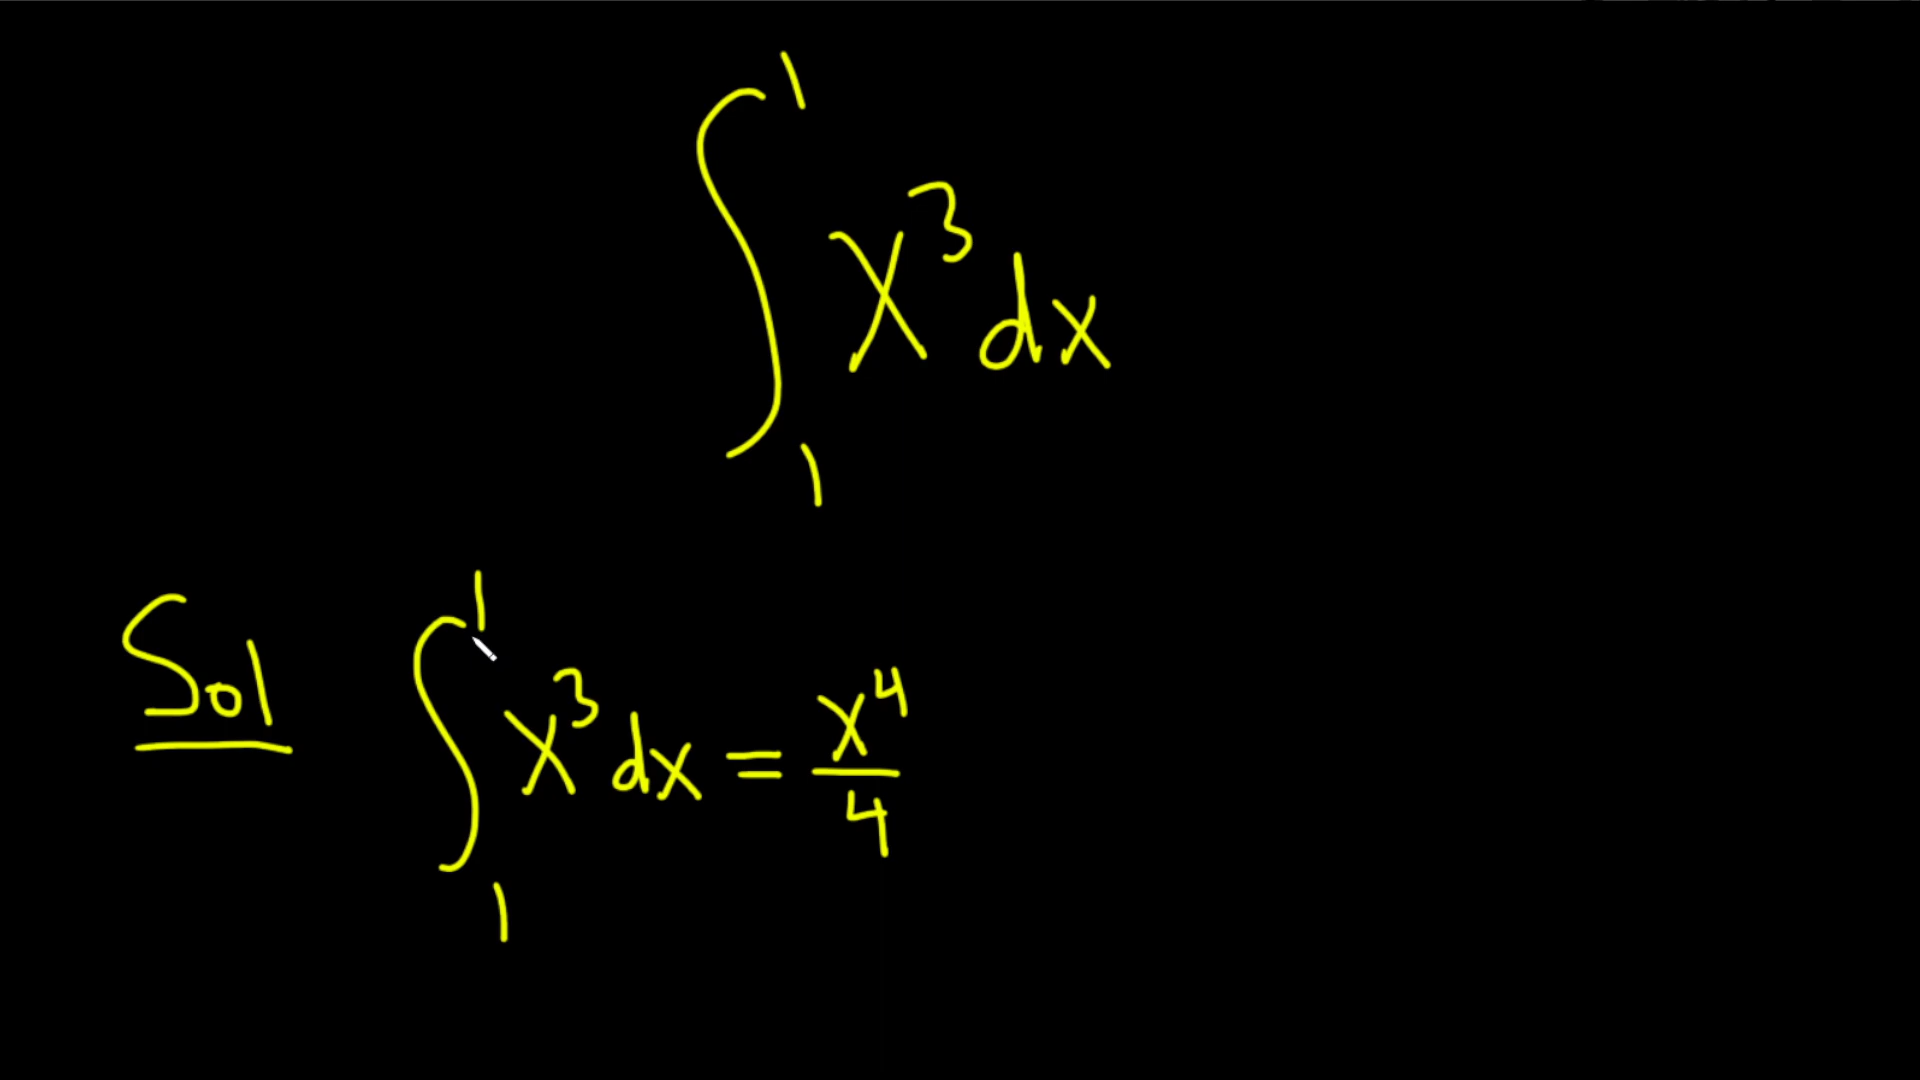 ∫₁¹ x³ dx
Sol ∫₁¹ x³ dx = x⁴/4